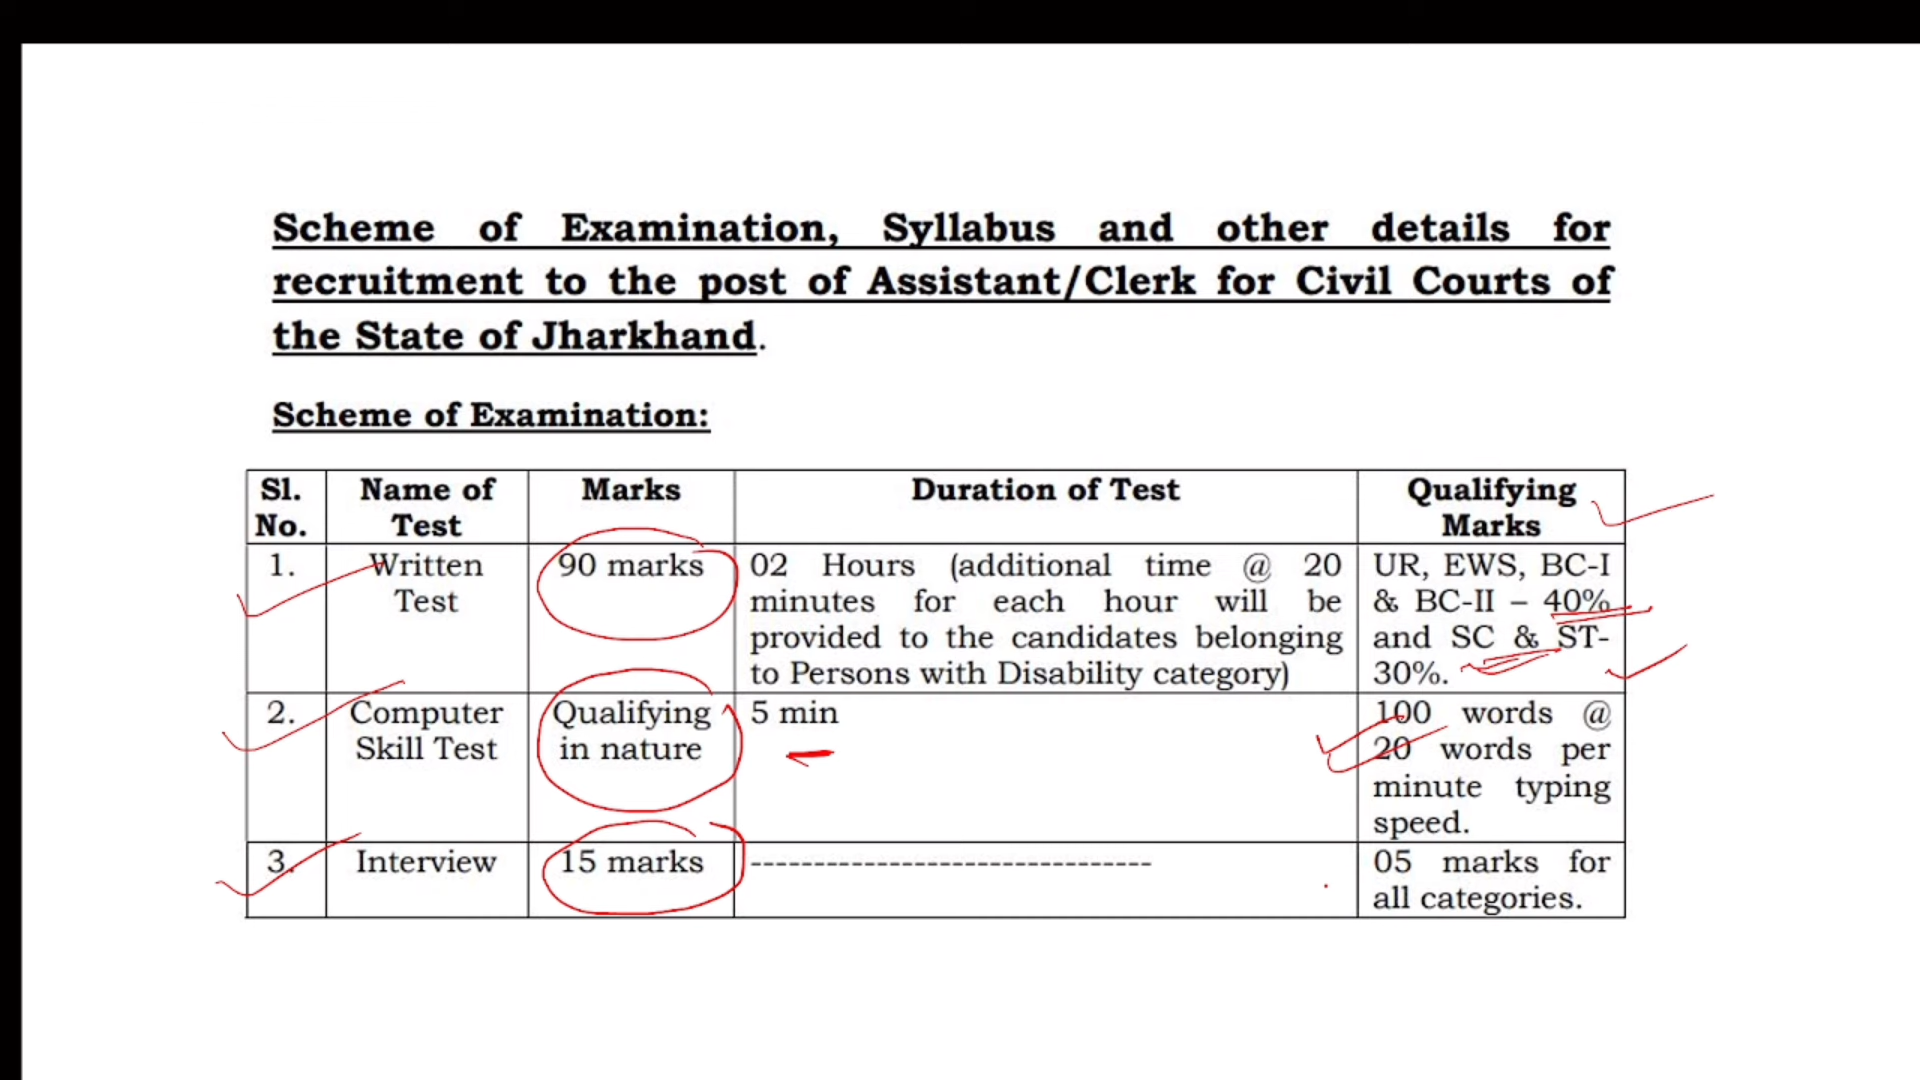 Scheme of Examination, Syllabus and other details for
recruitment to the post of Assistant/Clerk for Civil Courts of
the State of Jharkhand.
Scheme of Examination:
Sl. No.
Name of Test
Marks
Duration of Test
Qualifying Marks
1.
Written
Test
90 marks
02 Hours (additional time @ 20
minutes for each hour will be
provided to the candidates belonging
to Persons with Disability category)
UR, EWS, BC-I
& BC-II – 40%
and SC & ST-
30%.
2.
Computer
Skill Test
Qualifying
in nature
5 min
100 words @
20 words per
minute typing
speed.
3.
Interview
15 marks
-------------------------------
05 marks for
all categories.